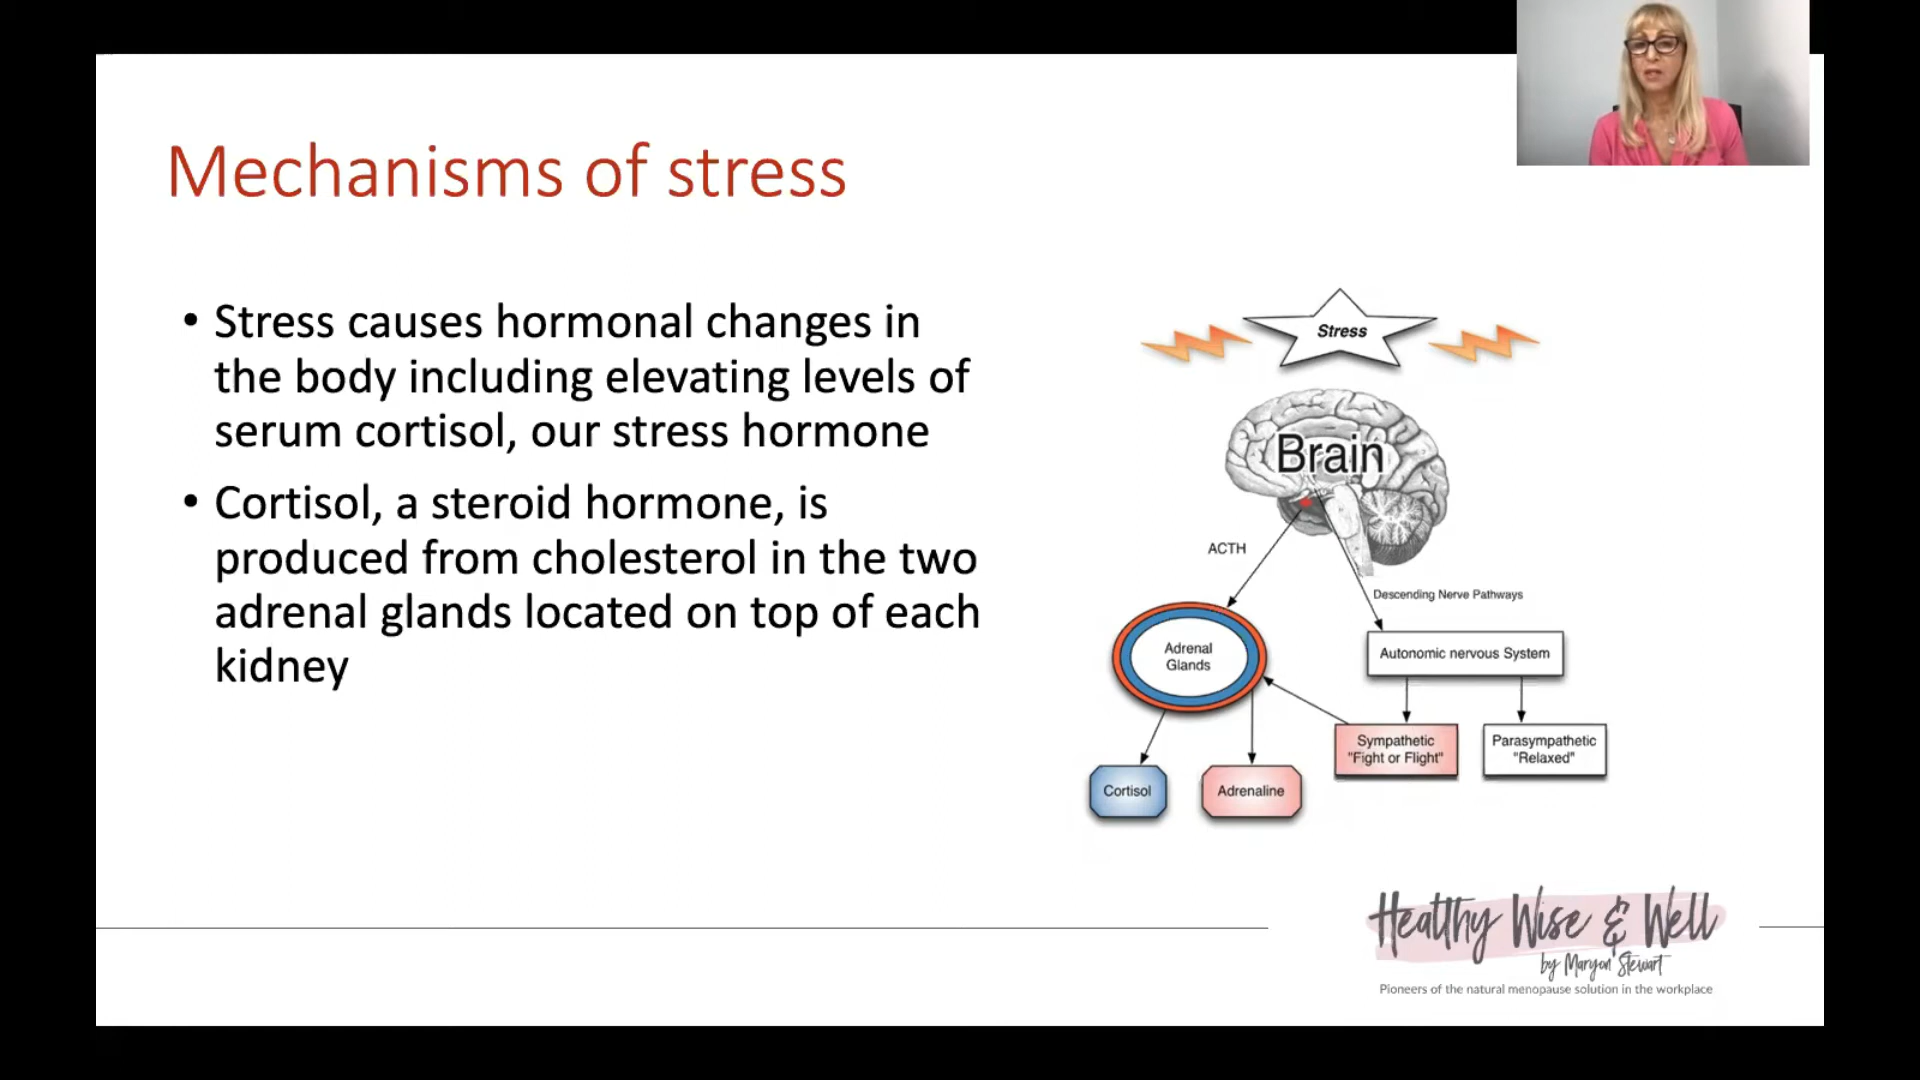 Mechanisms of stress
• Stress causes hormonal changes in
the body including elevating levels of
serum cortisol, our stress hormone
• Cortisol, a steroid hormone, is
produced from cholesterol in the two
adrenal glands located on top of each
kidney
Stress
Brain
ACTH
Descending Nerve Pathways
Adrenal
Glands
Autonomic nervous System
Sympathetic
"Fight or Flight"
Parasympathetic
"Relaxed"
Cortisol
Adrenaline
Healthy Wise & Well
by Maryon Stewart
Pioneers of the natural menopause solution in the workplace